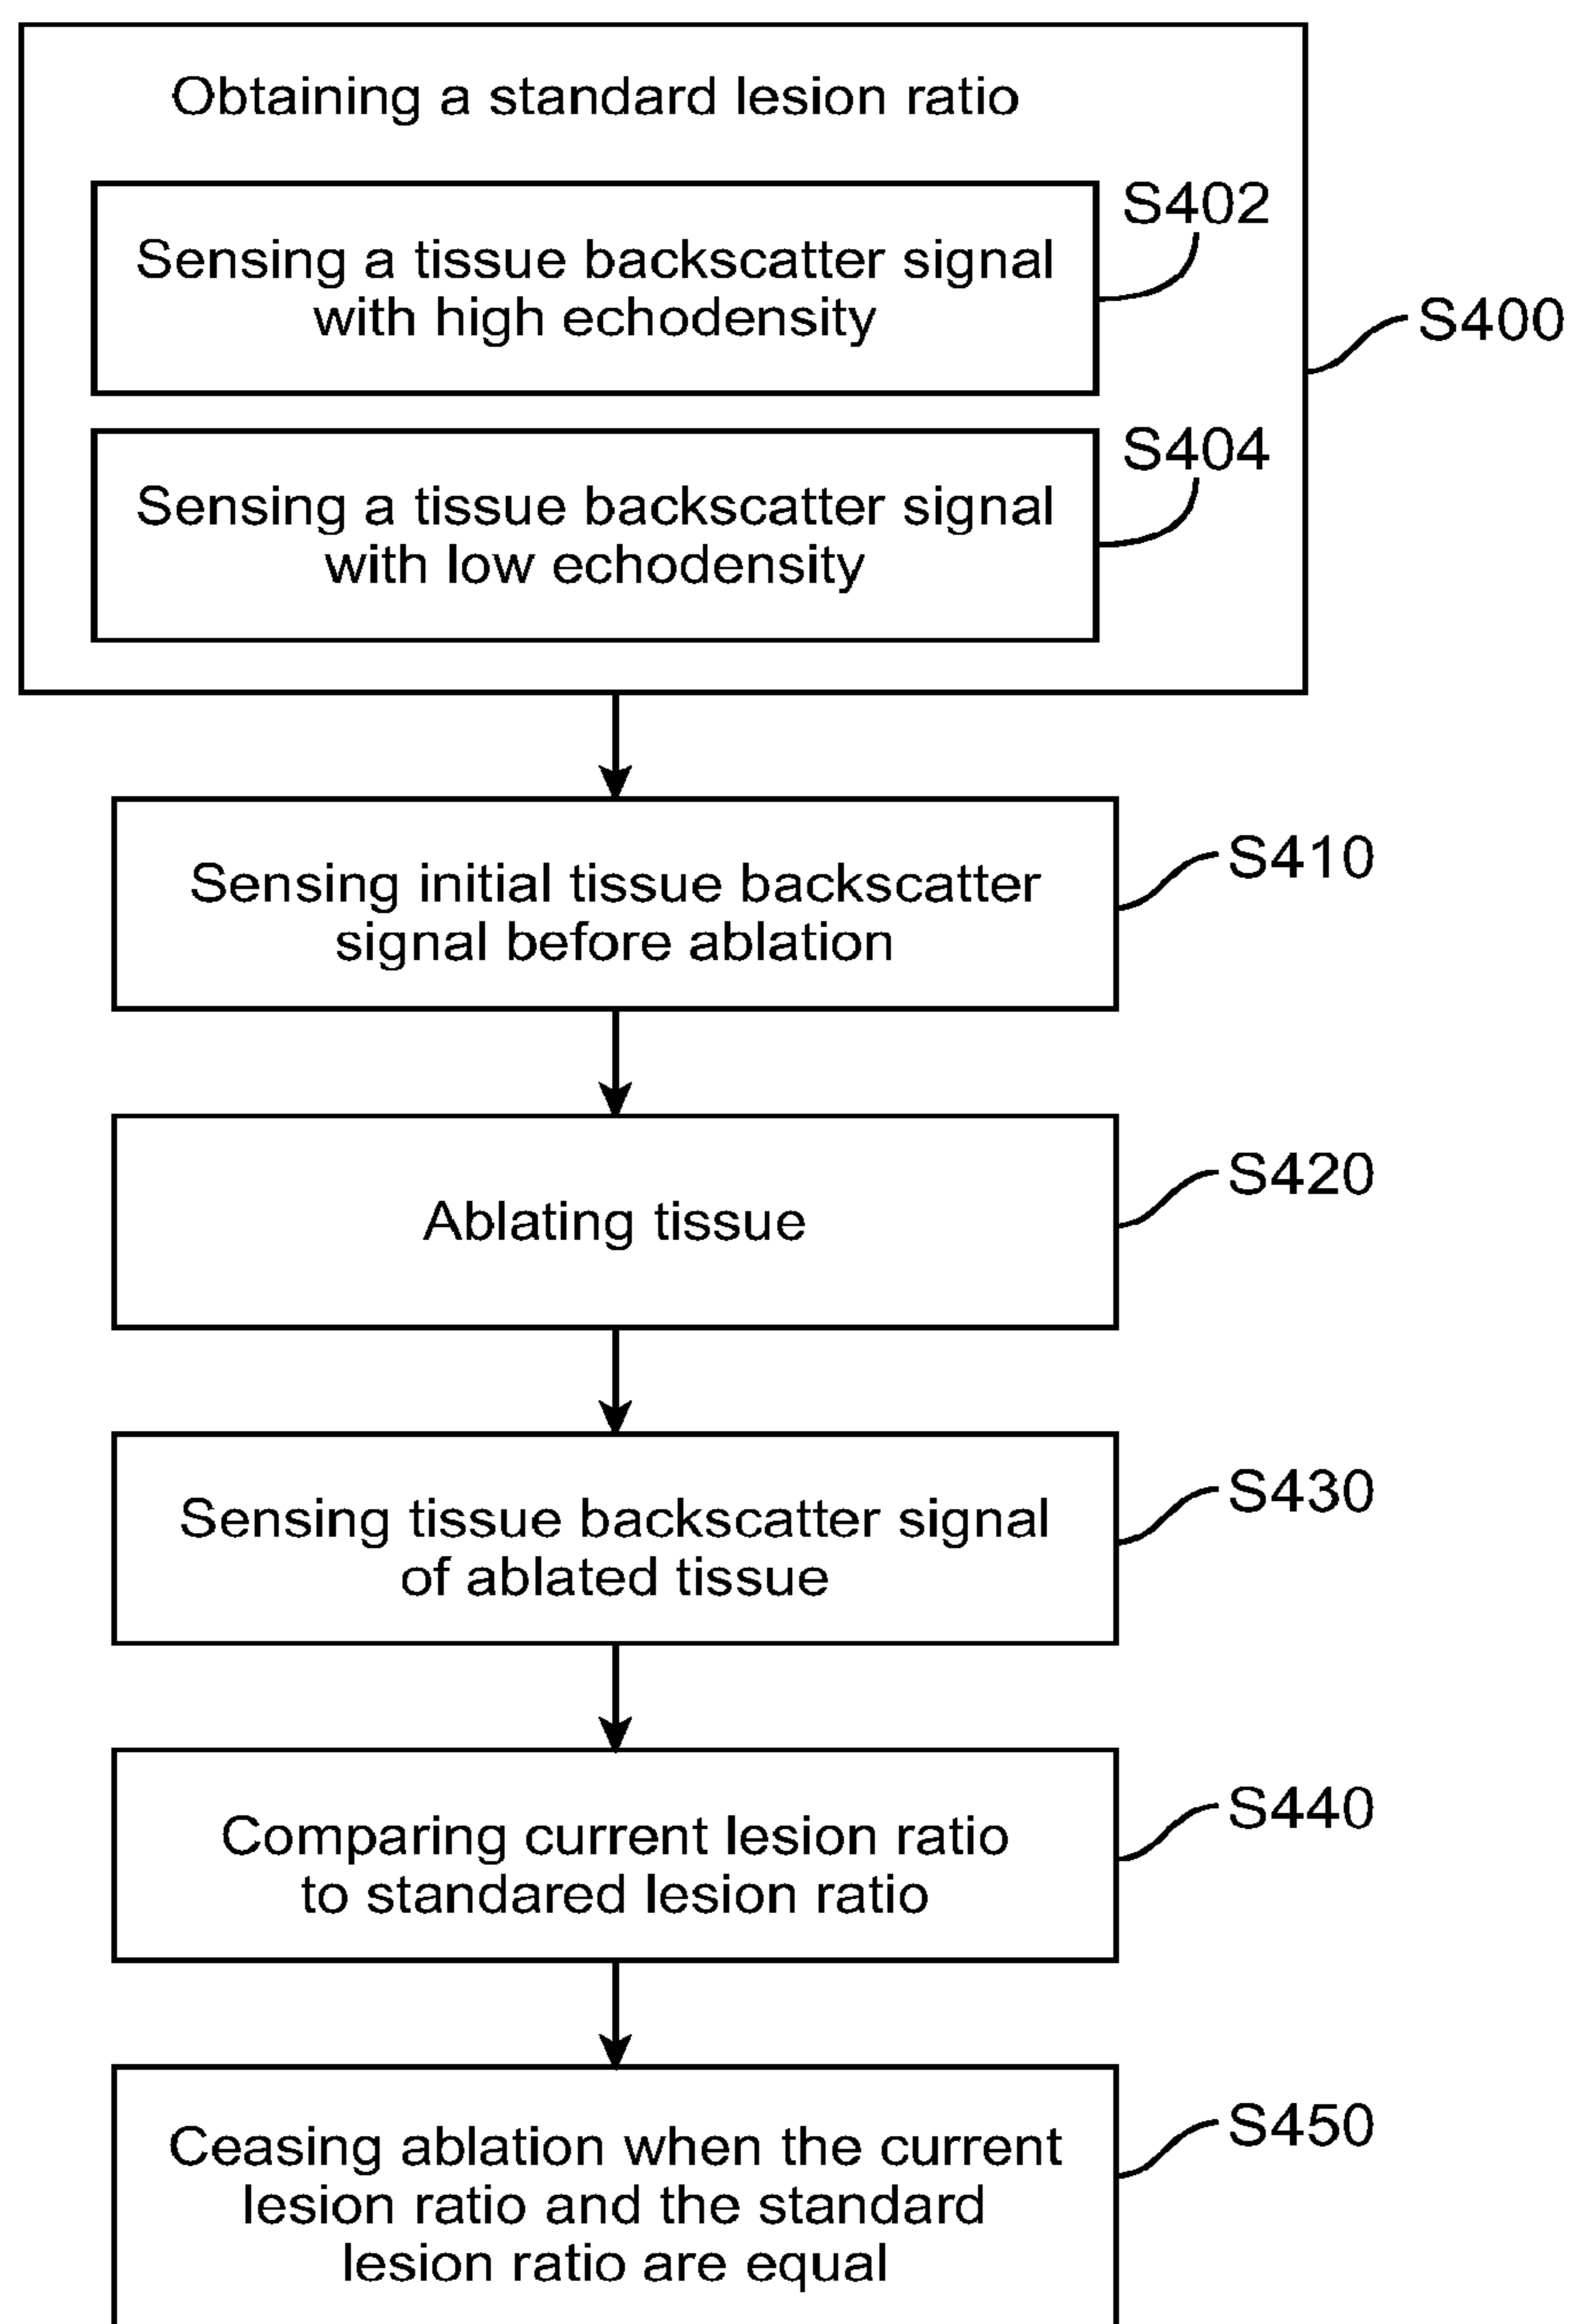 Obtaining a standard lesion ratio
S402
Sensing a tissue backscatter signal
with high echodensity
S400
S404
Sensing a tissue backscatter signal
with low echodensity
S410
Sensing initial tissue backscatter
signal before ablation
S420
Ablating tissue
S430
Sensing tissue backscatter signal
of ablated tissue
S440
Comparing current lesion ratio
to standared lesion ratio
S450
Ceasing ablation when the current
lesion ratio and the standard
lesion ratio are equal